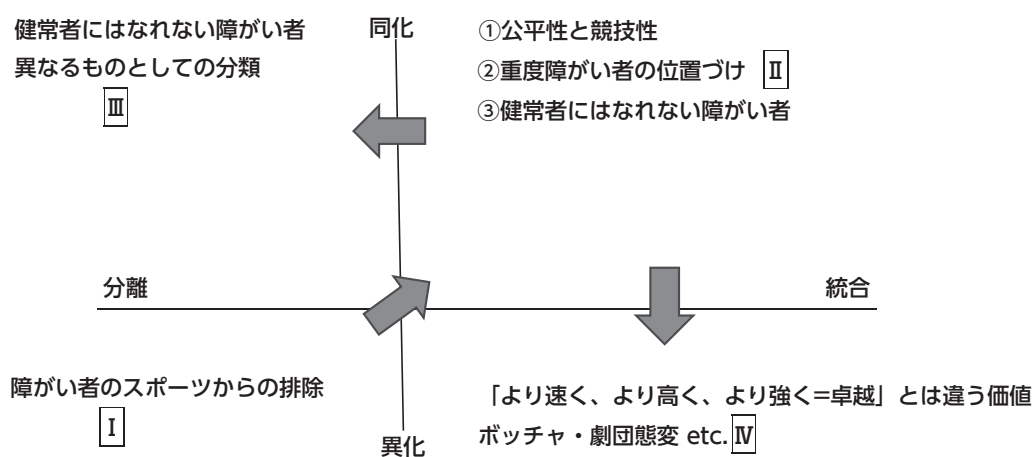 健常者にはなれない障がい者
異なるものとしての分類
Ⅲ
同化
①公平性と競技性
②重度障がい者の位置づけ Ⅱ
③健常者にはなれない障がい者
分離
統合
障がい者のスポーツからの排除
Ⅰ
異化
「より速く、より高く、より強く=卓越」とは違う価値
ボッチャ・劇団態変 etc. Ⅳ